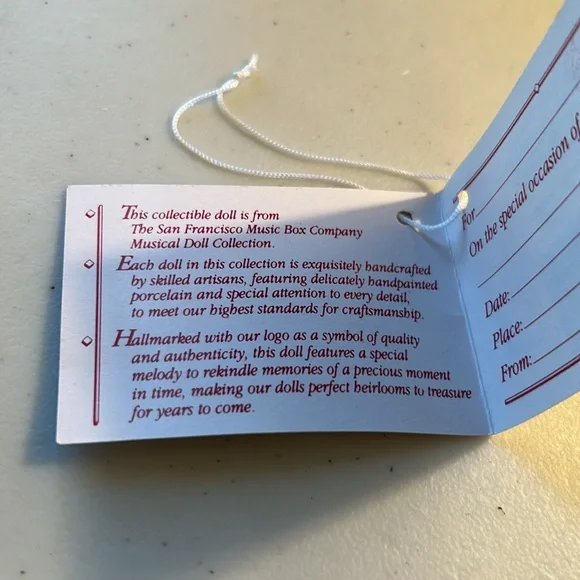 This collectible doll is from
The San Francisco Music Box Company
Musical Doll Collection.
Each doll in this collection is exquisitely handcrafted
by skilled artisans, featuring delicately handpainted
porcelain and special attention to every detail,
to meet our highest standards for craftsmanship.
Hallmarked with our logo as a symbol of quality
and authenticity, this doll features a special
melody to rekindle memories of a precious moment
in time, making our dolls perfect heirlooms to treasure
for years to come.
For
On the special occasion of
Date:
Place:
From: